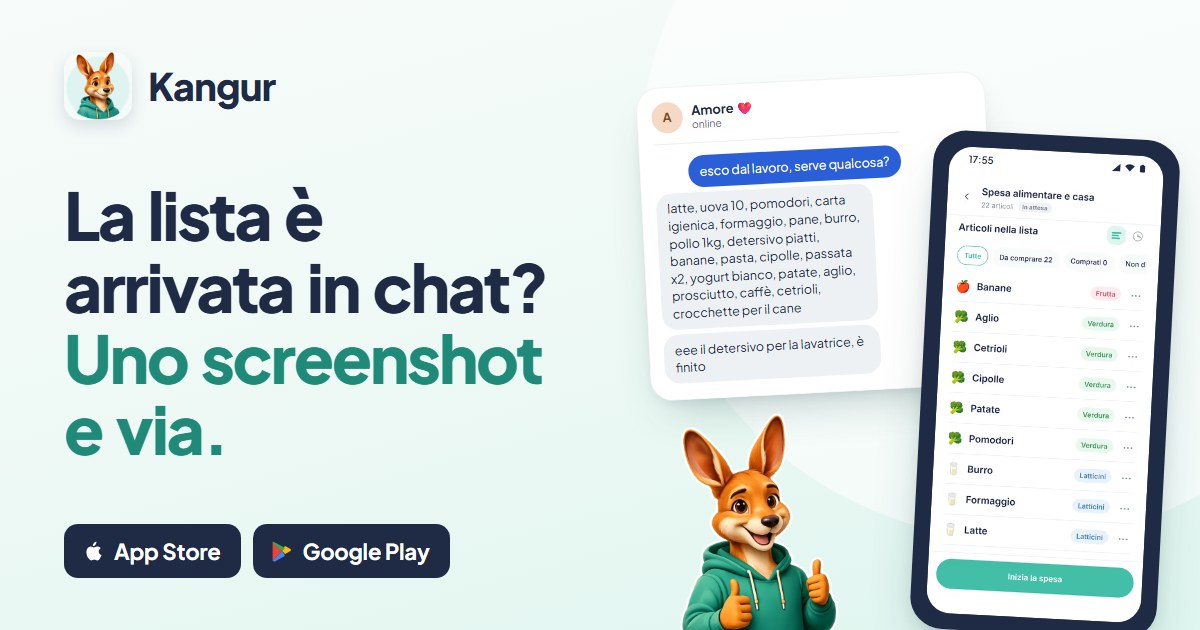 Kangur
La lista è
arrivata in chat?
Uno screenshot
e via.
App Store
Google Play
A
Amore ❤️
online
esco dal lavoro, serve qualcosa?
latte, uova 10, pomodori, carta
igienica, formaggio, pane, burro,
pollo 1kg, detersivo piatti,
banane, pasta, cipolle, passata
x2, yogurt bianco, patate, aglio,
prosciutto, caffè, cetrioli,
crocchette per il cane
eee il detersivo per la lavatrice, è
finito
17:55
Spesa alimentare e casa
22 articoli In attesa
Articoli nella lista
Tutte Da comprare 22 Comprati 0 Non d
Banane Frutta
Aglio Verdura
Cetrioli Verdura
Cipolle Verdura
Patate Verdura
Pomodori Verdura
Burro Latticini
Formaggio Latticini
Latte Latticini
Inizia la spesa